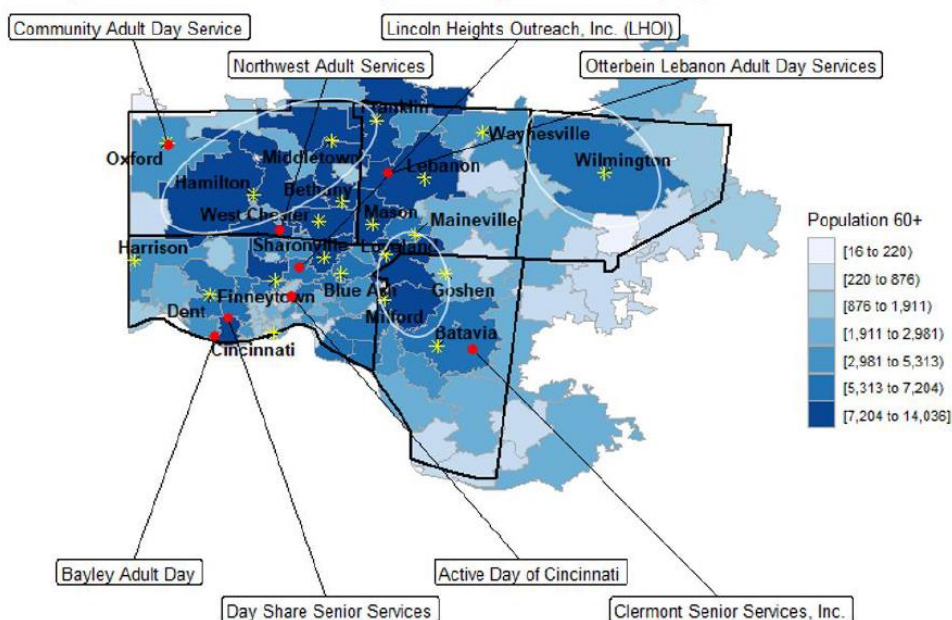 Community Adult Day Service
Lincoln Heights Outreach, Inc. (LHOI)
Northwest Adult Services
Otterbein Lebanon Adult Day Services
Franklin
Waynesville
Oxford
Middletown
Wilmington
Hamilton
Lebanon
Bethany
West Chester
Mason
Maineville
Harrison
Sharonville
Loveland
Blue Ash
Goshen
Finneytown
Dent
Milford
Batavia
Cincinnati
Population 60+
[16 to 220)
[220 to 876)
[876 to 1,911)
[1,911 to 2,981)
[2,981 to 5,313)
[5,313 to 7,204)
[7,204 to 14,036]
Bayley Adult Day
Active Day of Cincinnati
Day Share Senior Services
Clermont Senior Services, Inc.